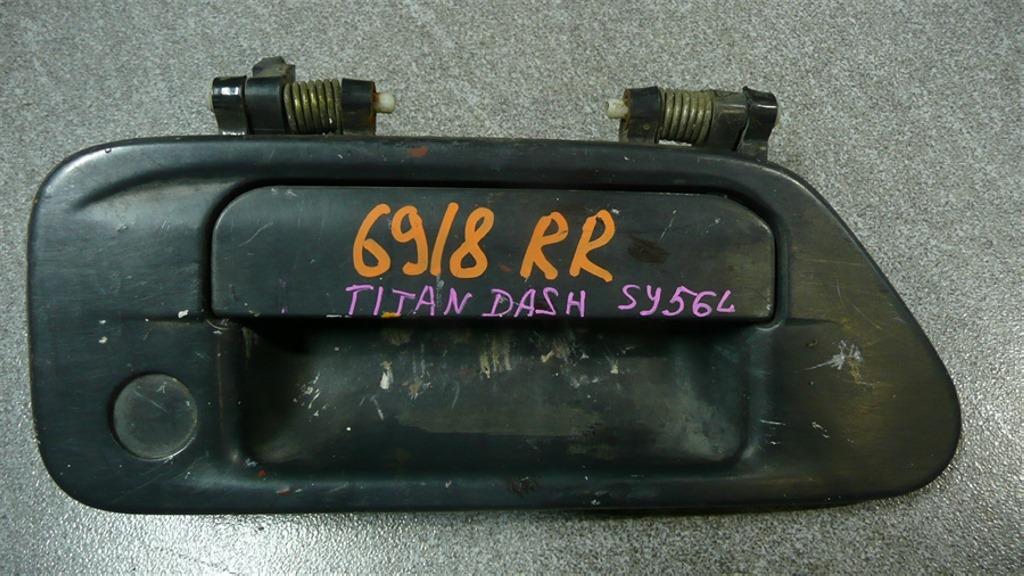 6918 RR
TITAN DASH SY56L